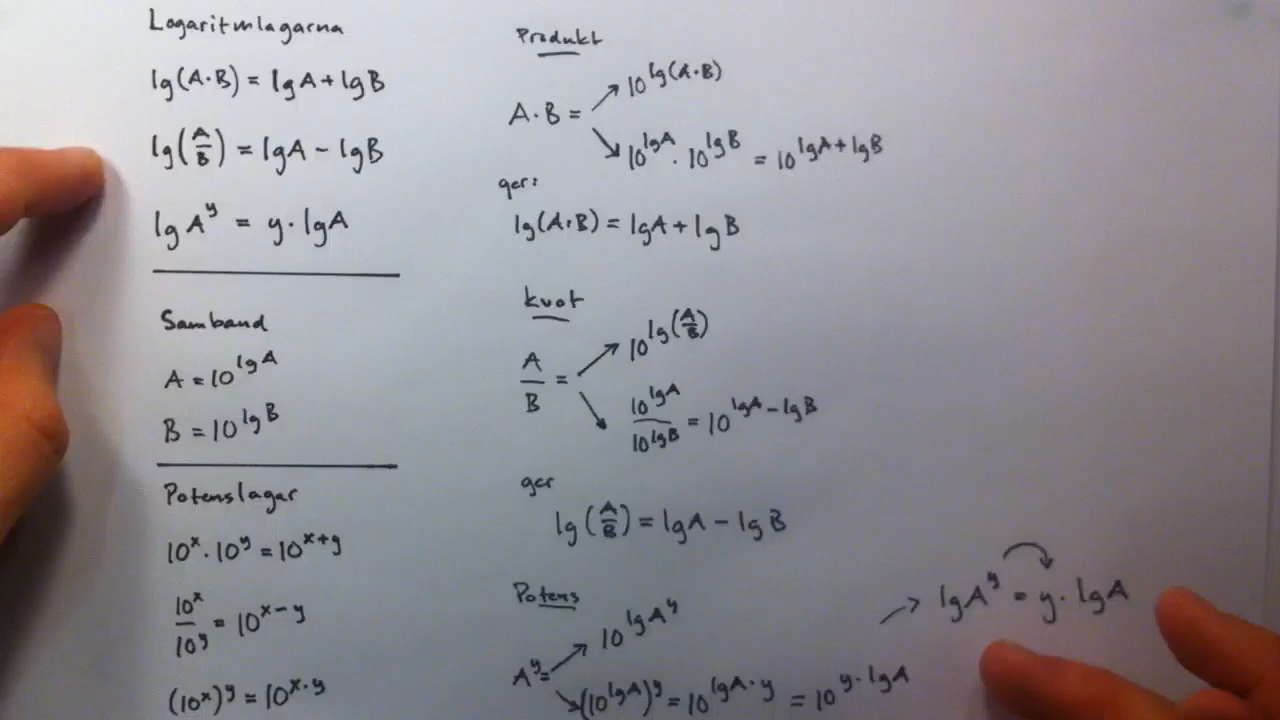 Logaritmlagarna
lg(A·B) = lgA + lgB
lg(A/B) = lgA − lgB
lg A^y = y·lgA
Samband
A = 10^lgA
B = 10^lgB
Potenslagar
10^x · 10^y = 10^(x+y)
10^x/10^y = 10^(x−y)
(10^x)^y = 10^(x·y)
Produkt
A·B =
10^lg(A·B)
10^lgA · 10^lgB = 10^(lgA + lgB)
ger:
lg(A·B) = lgA + lgB
kvot
A/B =
10^lg(A/B)
10^lgA/10^lgB = 10^(lgA − lgB)
ger
lg(A/B) = lgA − lgB
Potens
A^y =
10^lgA^y
(10^lgA)^y = 10^(lgA·y) = 10^(y·lgA)
→ lgA^y = y·lgA